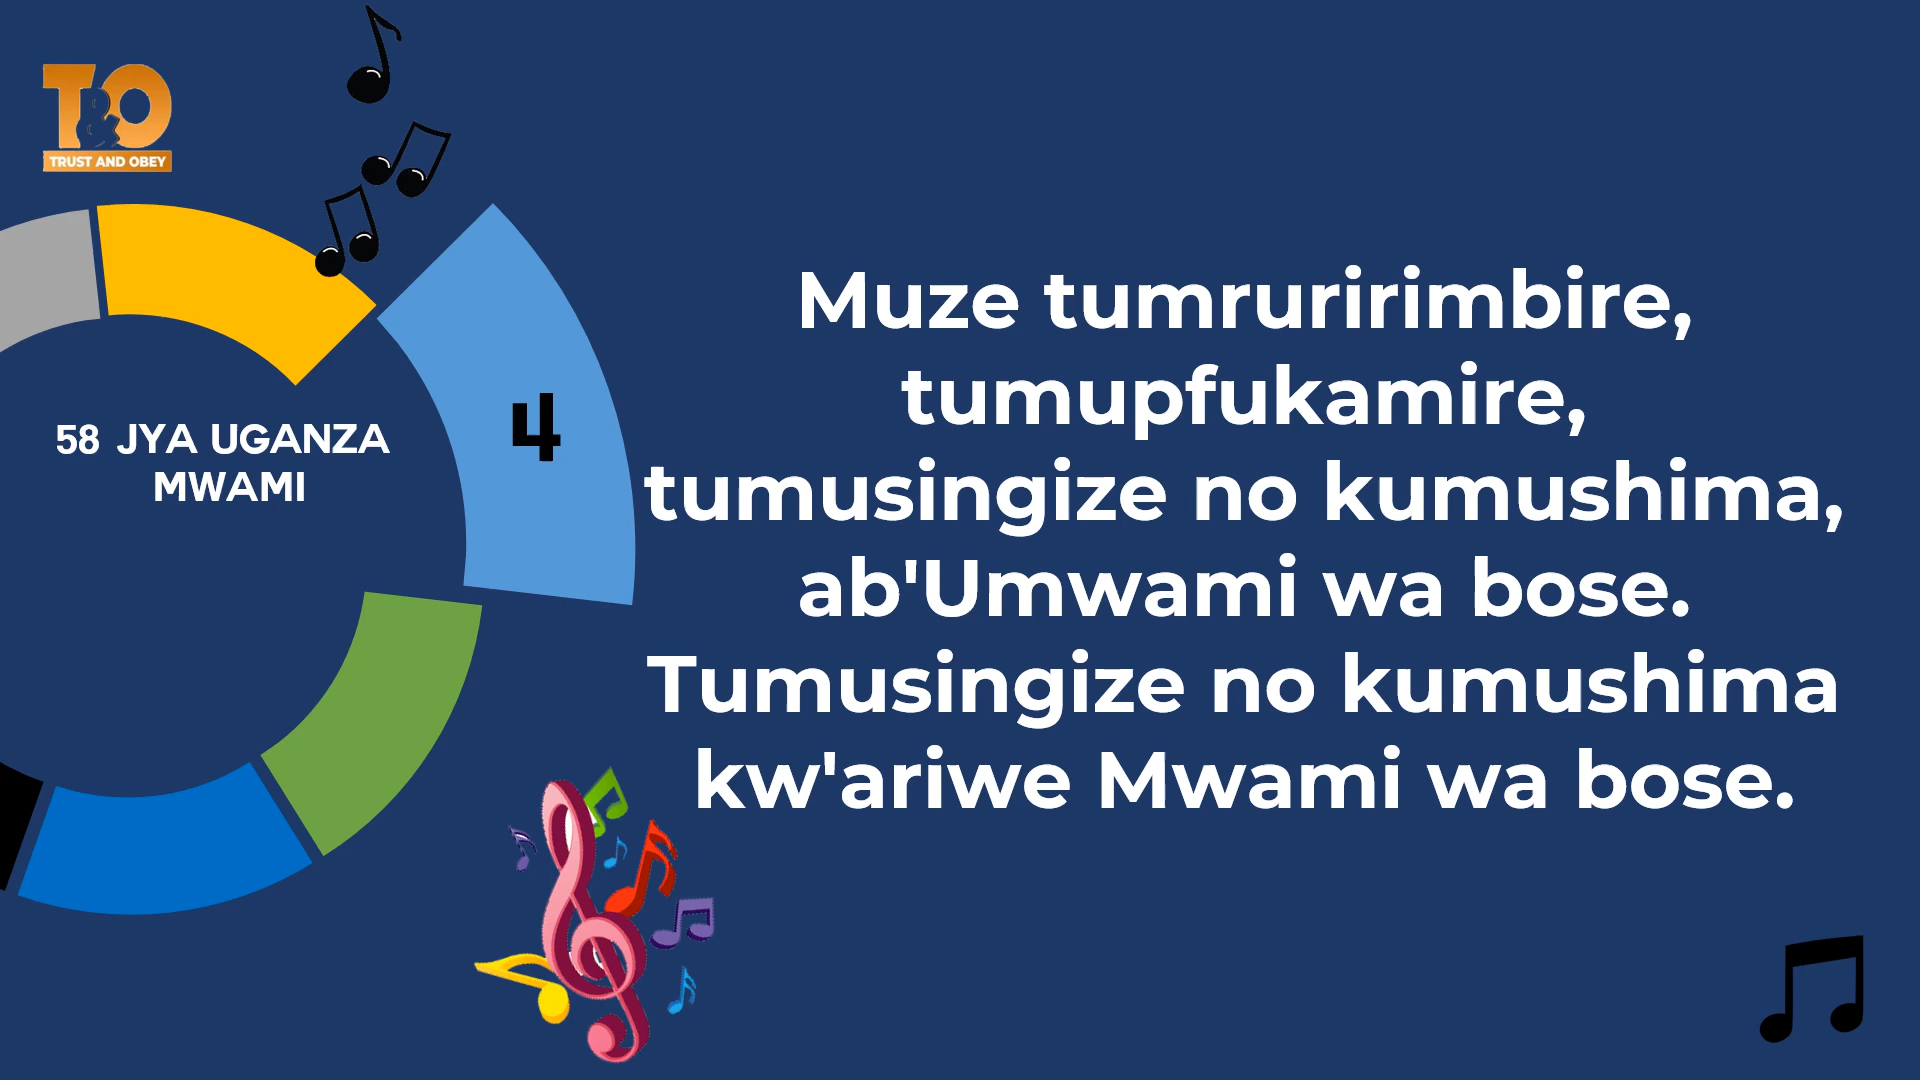 T&O
TRUST AND OBEY
58 JYA UGANZA
MWAMI
4
Muze tumruririmbire,
tumupfukamire,
tumusingize no kumushima,
ab'Umwami wa bose.
Tumusingize no kumushima
kw'ariwe Mwami wa bose.